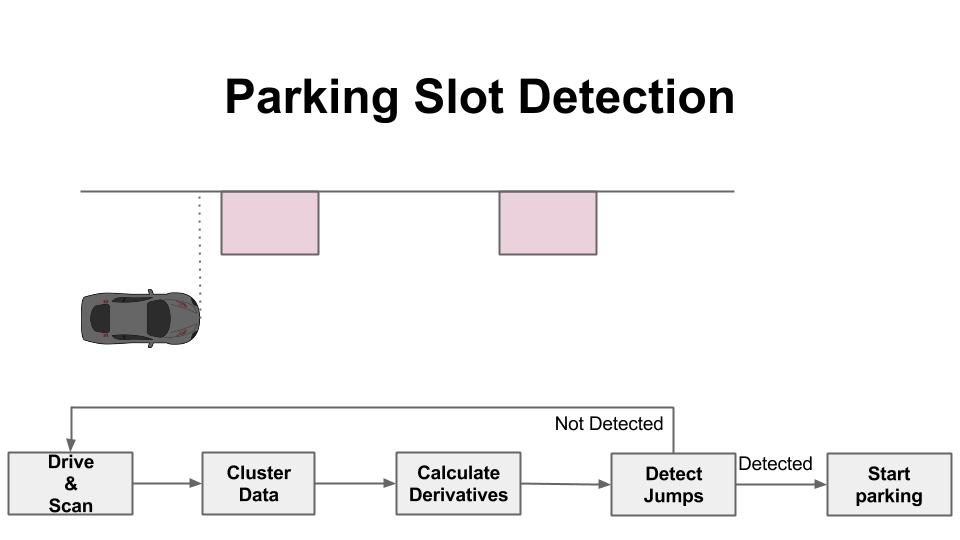 Parking Slot Detection
Not Detected
Drive
&
Scan
Cluster
Data
Calculate
Derivatives
Detect
Jumps
Detected
Start
parking